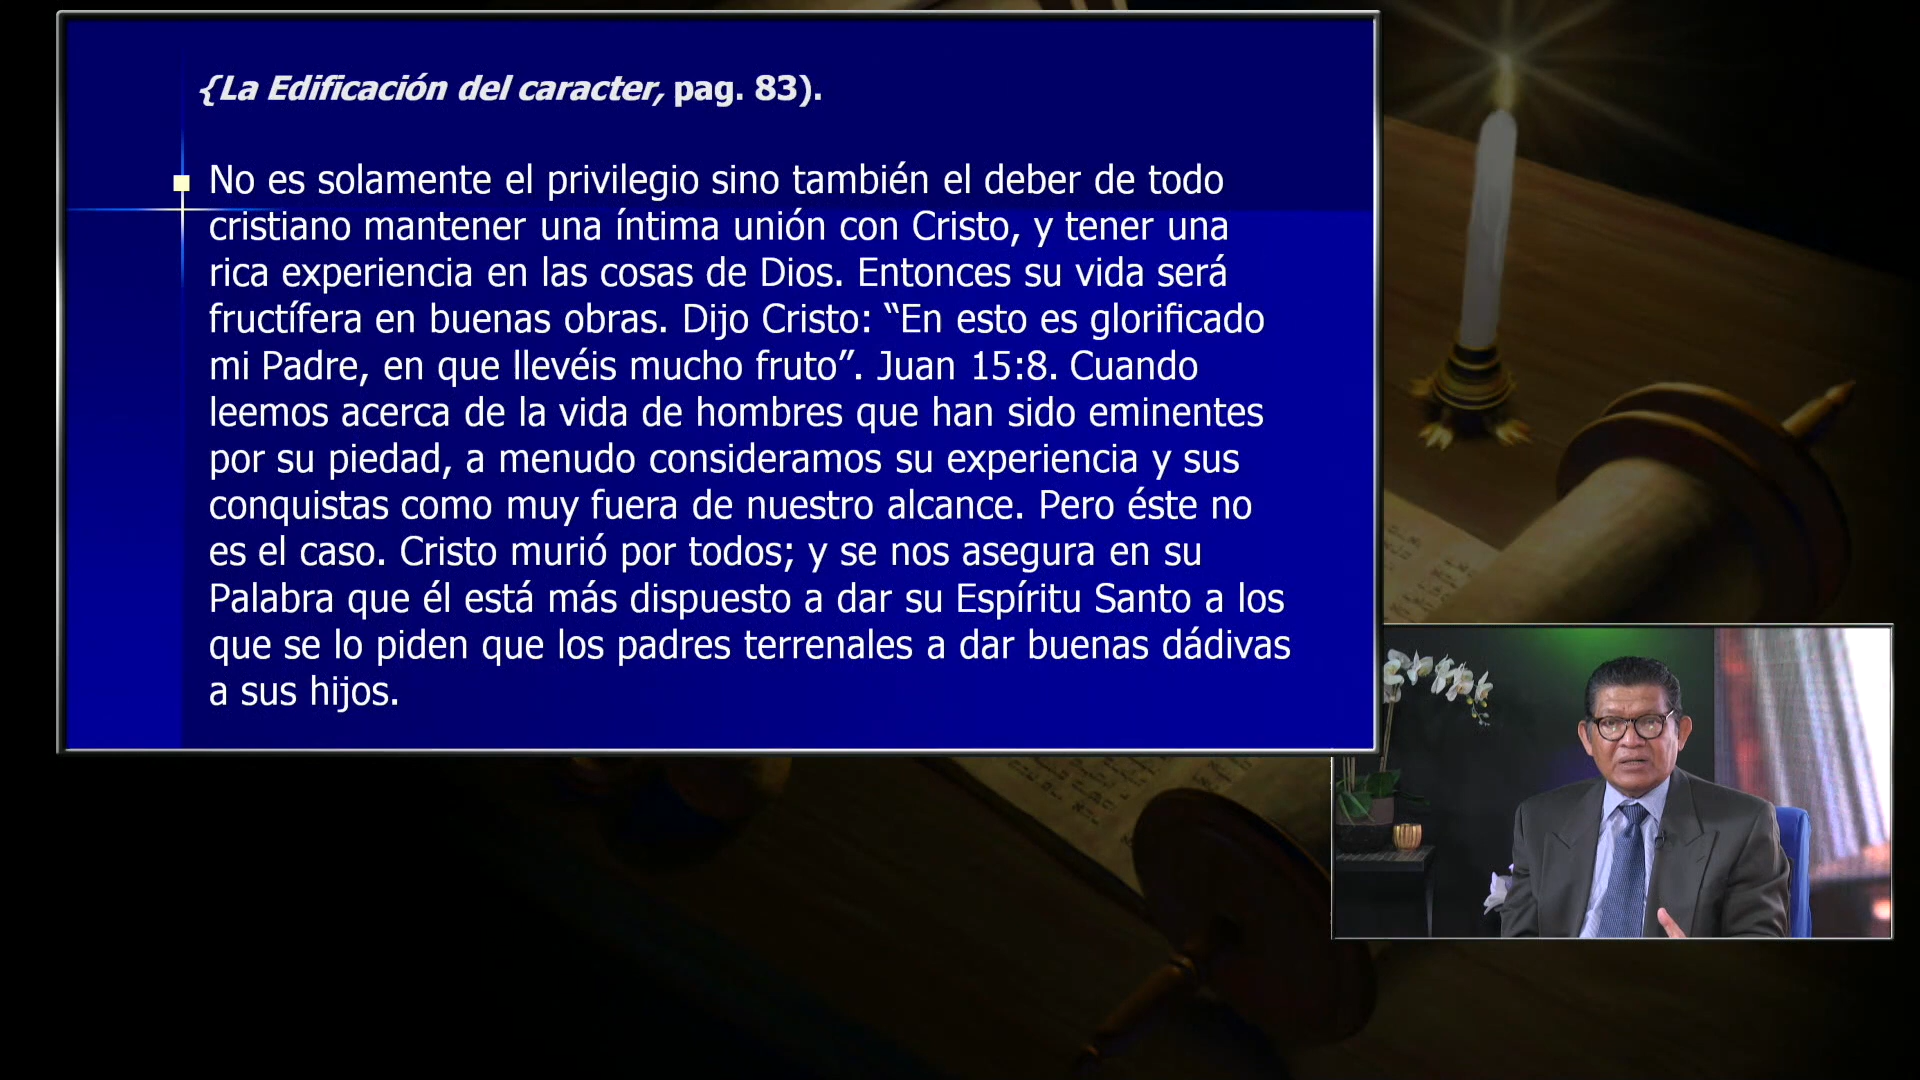 {La Edificación del caracter, pag. 83).
No es solamente el privilegio sino también el deber de todo
cristiano mantener una íntima unión con Cristo, y tener una
rica experiencia en las cosas de Dios. Entonces su vida será
fructífera en buenas obras. Dijo Cristo: “En esto es glorificado
mi Padre, en que llevéis mucho fruto”. Juan 15:8. Cuando
leemos acerca de la vida de hombres que han sido eminentes
por su piedad, a menudo consideramos su experiencia y sus
conquistas como muy fuera de nuestro alcance. Pero éste no
es el caso. Cristo murió por todos; y se nos asegura en su
Palabra que él está más dispuesto a dar su Espíritu Santo a los
que se lo piden que los padres terrenales a dar buenas dádivas
a sus hijos.